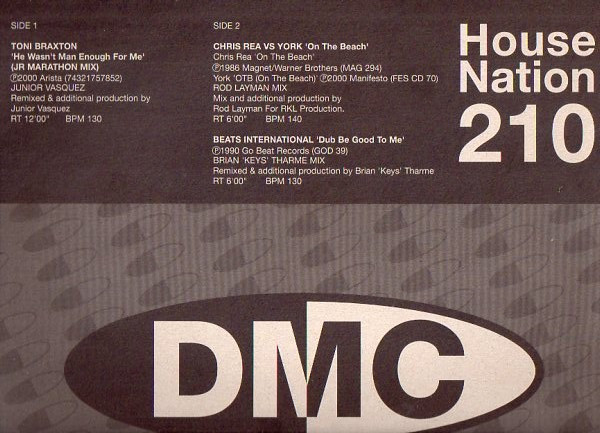 SIDE 1
TONI BRAXTON
'He Wasn't Man Enough For Me'
(JR MARATHON MIX)
℗2000 Arista (74321757852)
JUNIOR VASQUEZ
Remixed & additional production by
Junior Vasquez
RT 12'00" BPM 130
SIDE 2
CHRIS REA VS YORK 'On The Beach'
Chris Rea 'On The Beach'
℗1986 Magnet/Warner Brothers (MAG 294)
York 'OTB (On The Beach)' ℗2000 Manifesto (FES CD 70)
ROD LAYMAN MIX
Mix and additional production by
Rod Layman For RKL Production.
RT 6'00" BPM 140
BEATS INTERNATIONAL 'Dub Be Good To Me'
℗1990 Go Beat Records (GOD 39)
BRIAN 'KEYS' THARME MIX
Remixed & additional production by Brian 'Keys' Tharme
RT 6'00" BPM 130
House
Nation
210
DMC